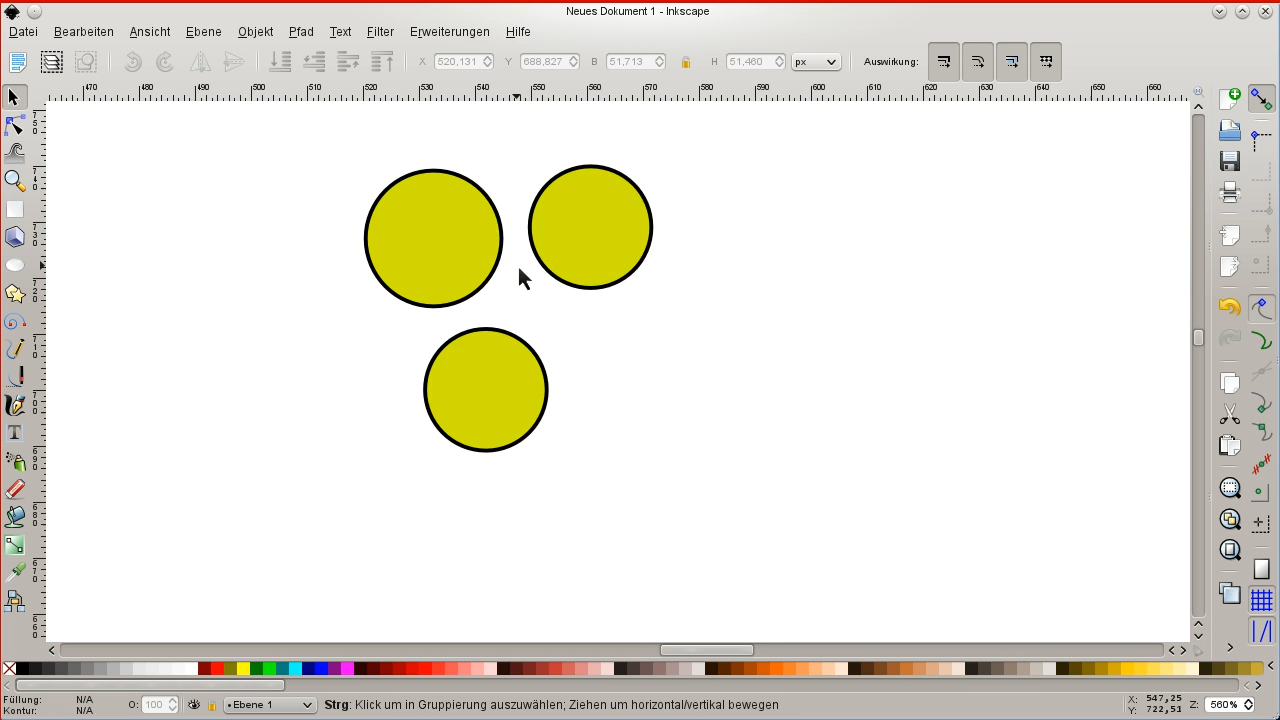 Neues Dokument 1 - Inkscape
Datei Bearbeiten Ansicht Ebene Objekt Pfad Text Filter Erweiterungen Hilfe
X 520,131 688.827 B 51,713 51,460 px Auswirkung:
470 480 490 500 510 520 530 540 550 560 570 580 590 600 610 620 630 640 650 660
Füllung: N/A
Kontur: N/A
O: 100
•Ebene 1
Strg: Klick um in Gruppierung auszuwählen; Ziehen um horizontal/vertikal bewegen
X: 547,25
Y: 722,51
Z: 560%